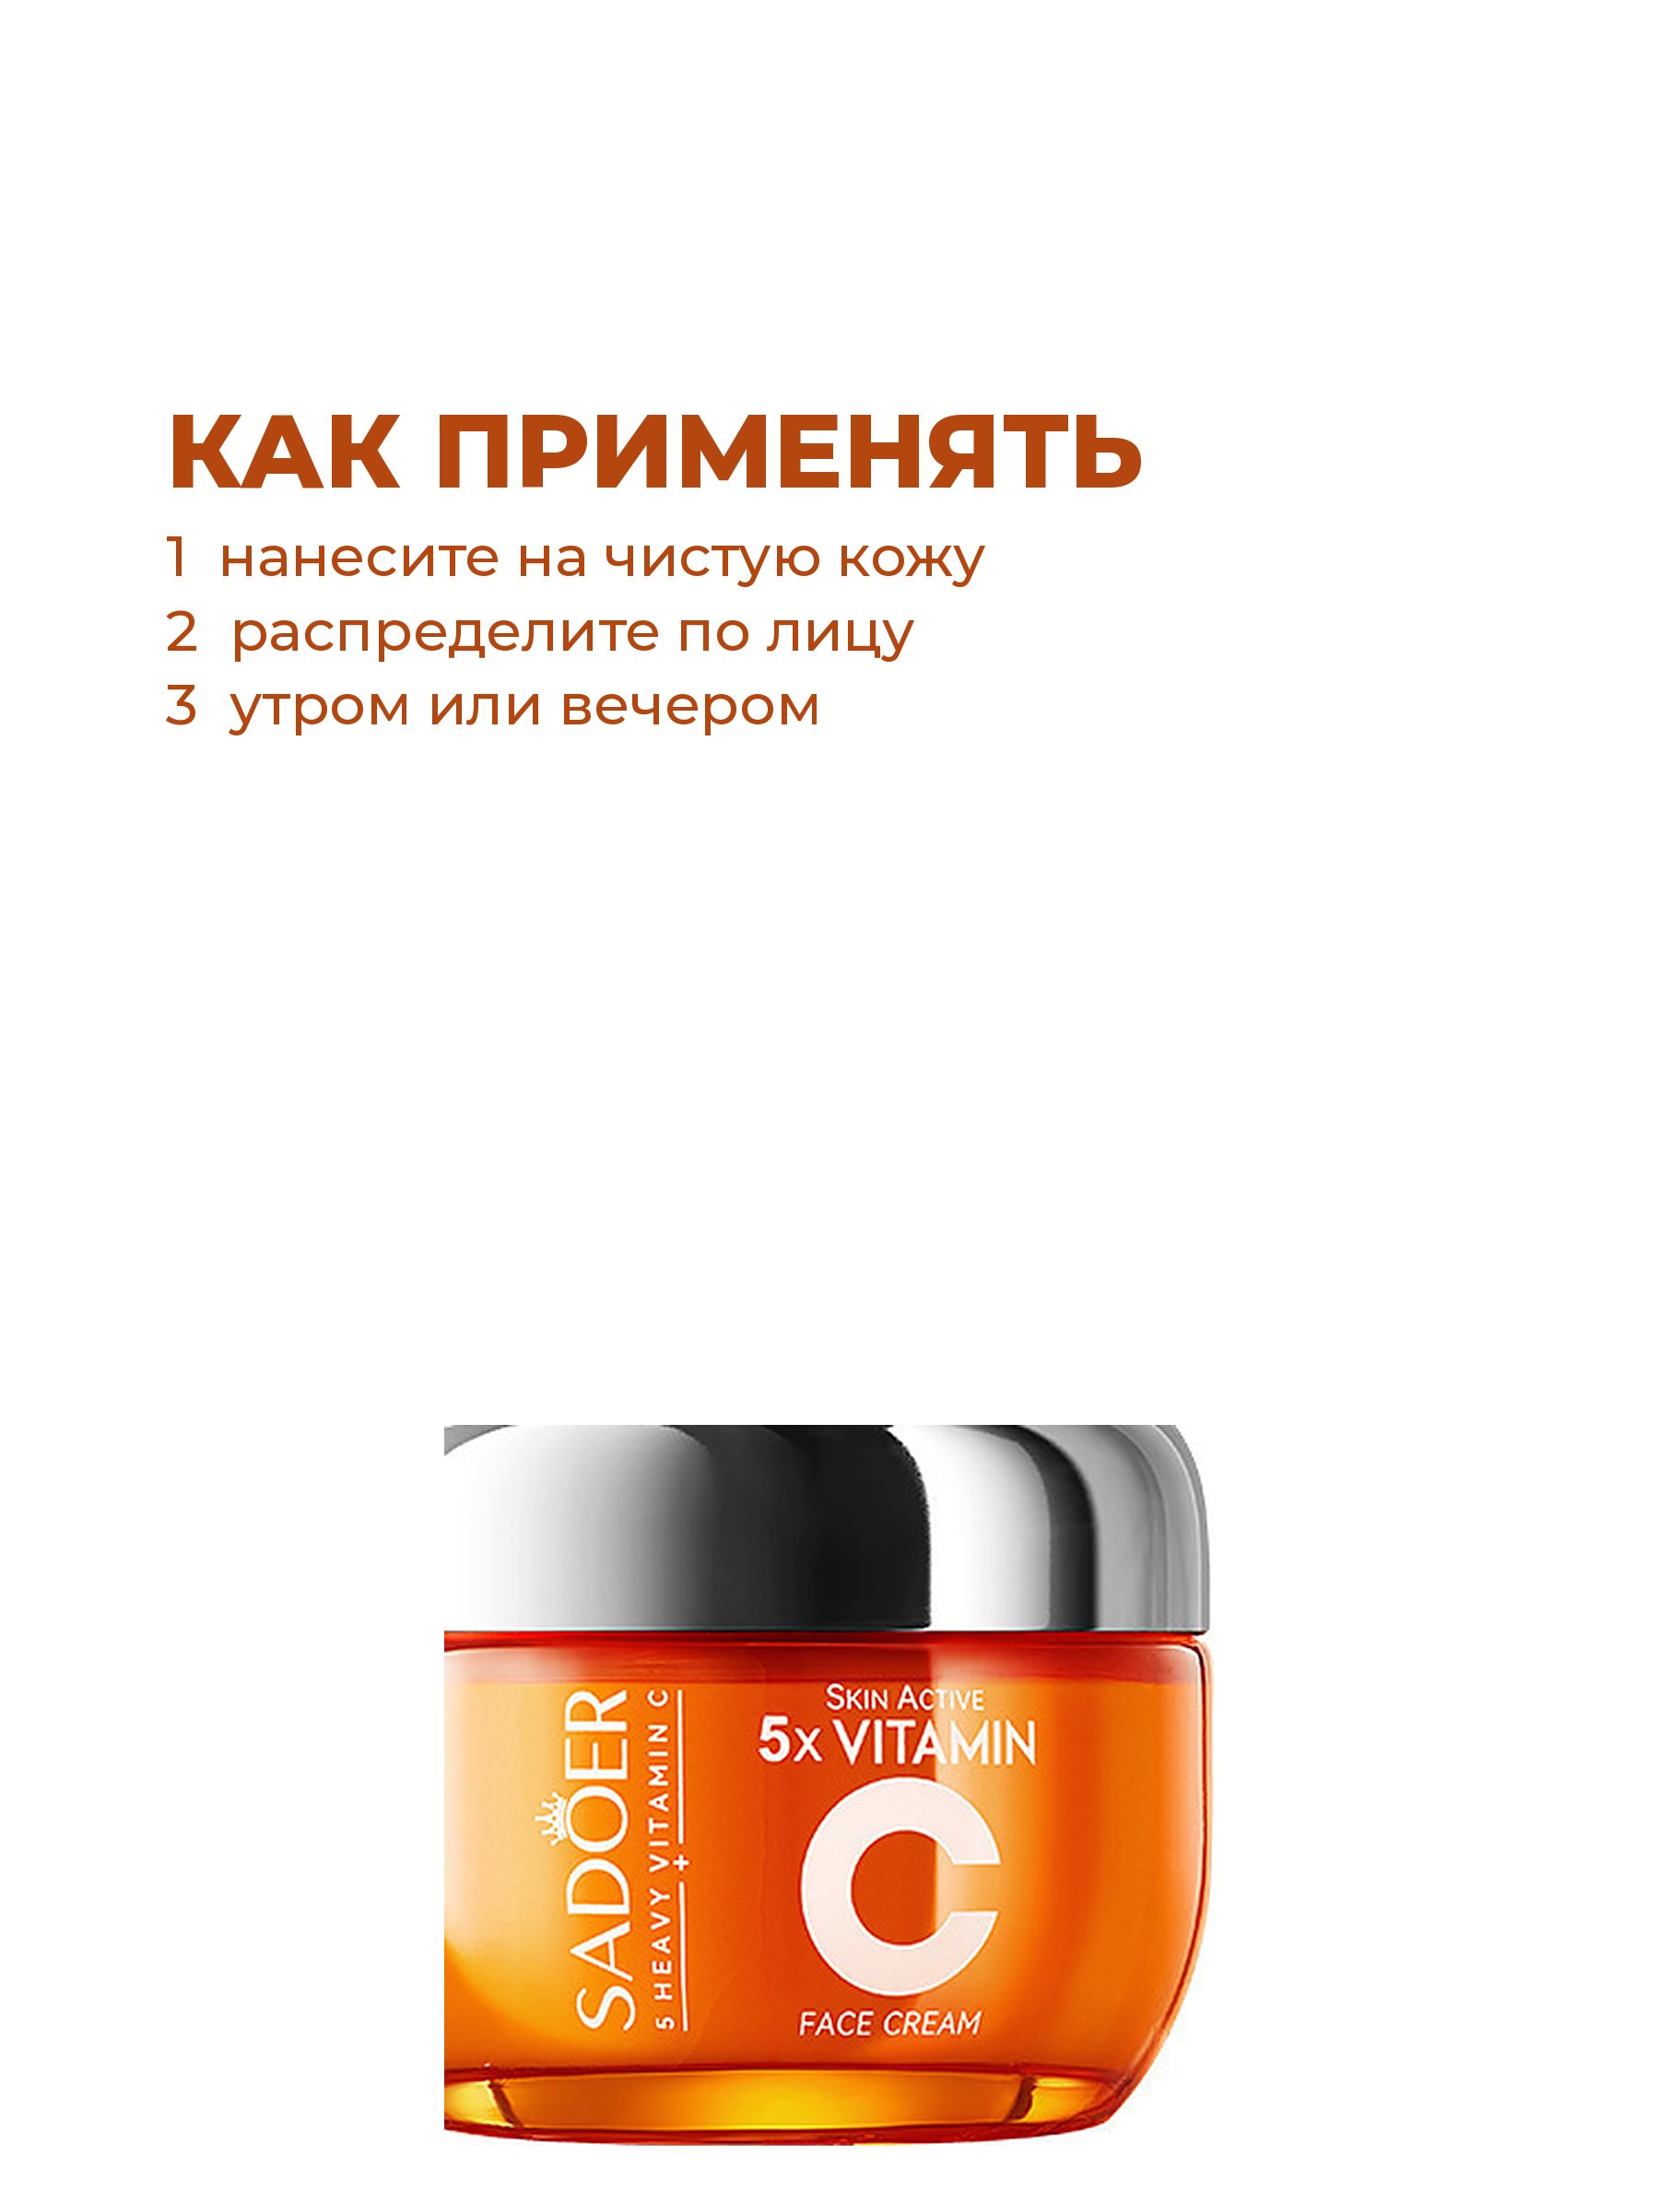 КАК ПРИМЕНЯТЬ
1 нанесите на чистую кожу
2 распределите по лицу
3 утром или вечером
SADOER
5 HEAVY VITAMIN C
+
SKIN ACTIVE
5X VITAMIN
C
FACE CREAM